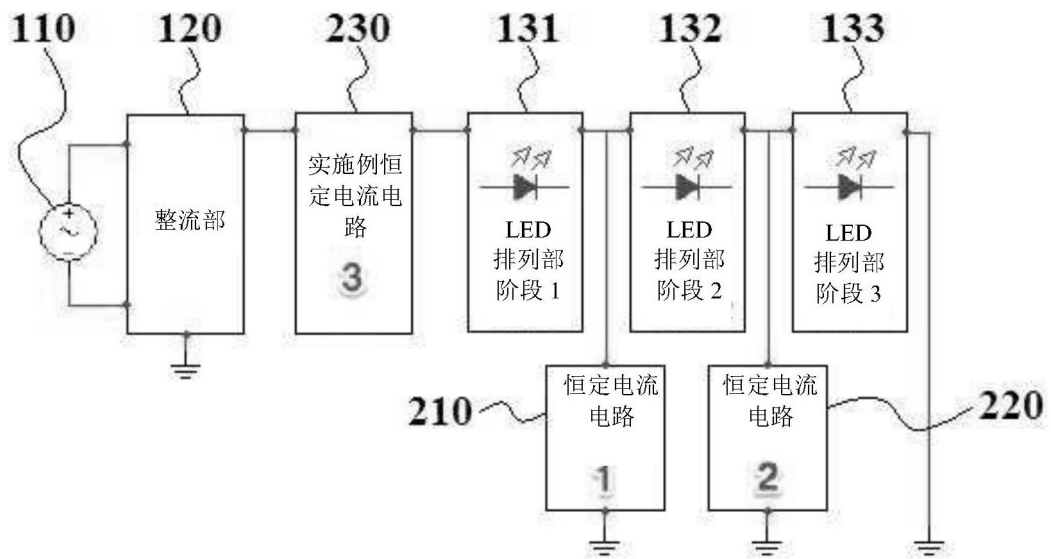 110
120
230
131
132
133
整流部
实施例恒
定电流电
路
3
LED
排列部
阶段 1
LED
排列部
阶段 2
LED
排列部
阶段 3
210
恒定电流
电路
1
恒定电流
电路
2
220